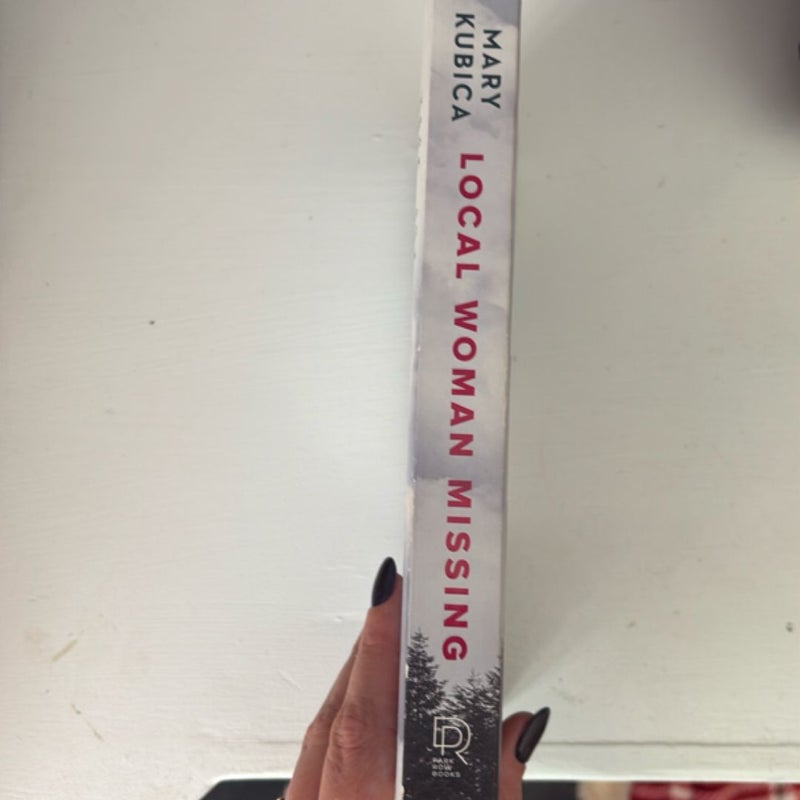 MARY
KUBICA
LOCAL WOMAN MISSING
PARK
ROW
BOOKS